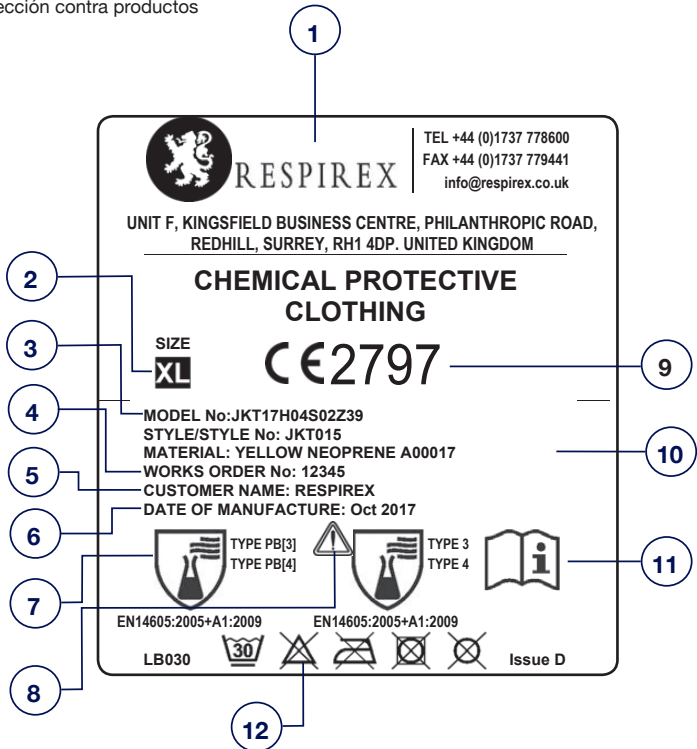 ección contra productos
1
RESPIREX
TEL +44 (0)1737 778600
FAX +44 (0)1737 779441
info@respirex.co.uk
UNIT F, KINGSFIELD BUSINESS CENTRE, PHILANTHROPIC ROAD,
REDHILL, SURREY, RH1 4DP. UNITED KINGDOM
2
CHEMICAL PROTECTIVE
CLOTHING
3
SIZE
XL
CE2797
9
4
MODEL No:JKT17H04S02Z39
STYLE/STYLE No: JKT015
MATERIAL: YELLOW NEOPRENE A00017
10
WORKS ORDER No: 12345
5
CUSTOMER NAME: RESPIREX
DATE OF MANUFACTURE: Oct 2017
6
TYPE PB[3]
TYPE PB[4]
!
TYPE 3
TYPE 4
i
11
7
EN14605:2005+A1:2009
EN14605:2005+A1:2009
LB030
30
Issue D
8
12